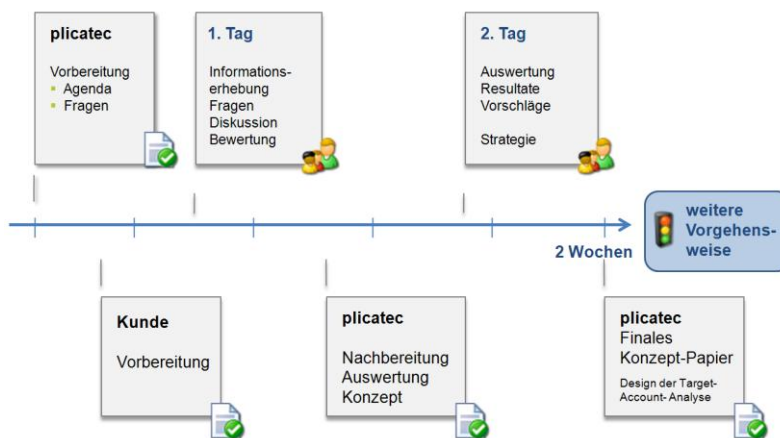 plicatec
Vorbereitung
Agenda
Fragen
1. Tag
Informations-
erhebung
Fragen
Diskussion
Bewertung
2. Tag
Auswertung
Resultate
Vorschläge
Strategie
2 Wochen
weitere
Vorgehens-
weise
Kunde
Vorbereitung
plicatec
Nachbereitung
Auswertung
Konzept
plicatec
Finales
Konzept-Papier
Design der Target-
Account- Analyse